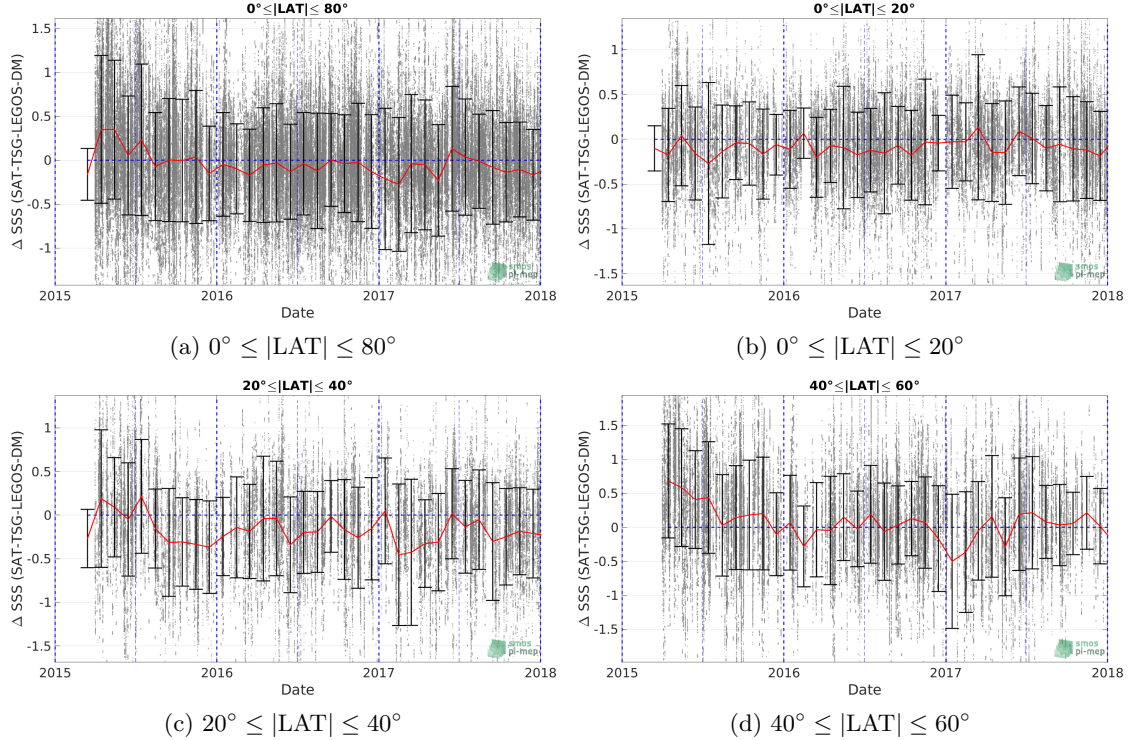 0°≤|LAT|≤ 80°
Δ SSS (SAT-TSG-LEGOS-DM)
1.5
1
0.5
0
-0.5
-1
smos
pi-mep
2015 2016 2017 2018
Date
(a) 0° ≤ |LAT| ≤ 80°
0°≤|LAT|≤ 20°
Δ SSS (SAT-TSG-LEGOS-DM)
1
0.5
0
-0.5
-1
-1.5
smos
pi-mep
2015 2016 2017 2018
Date
(b) 0° ≤ |LAT| ≤ 20°
20°≤|LAT|≤ 40°
Δ SSS (SAT-TSG-LEGOS-DM)
1
0.5
0
-0.5
-1
-1.5
smos
pi-mep
2015 2016 2017 2018
Date
(c) 20° ≤ |LAT| ≤ 40°
40°≤|LAT|≤ 60°
Δ SSS (SAT-TSG-LEGOS-DM)
1.5
1
0.5
0
-0.5
-1
-1.5
smos
pi-mep
2015 2016 2017 2018
Date
(d) 40° ≤ |LAT| ≤ 60°